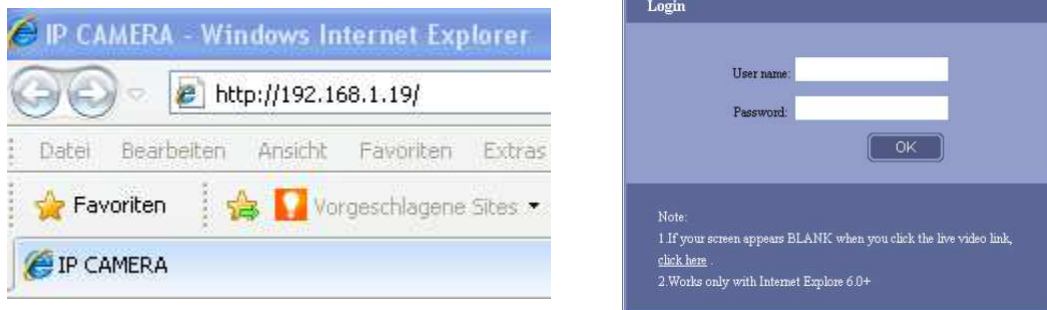 IP CAMERA - Windows Internet Explorer
http://192.168.1.19/
Datei Bearbeiten Ansicht Favoriten Extras
Favoriten Vorgeschlagene Sites
IP CAMERA
Login
User name:
Password:
OK
Note:
1.If your screen appears BLANK when you click the live video link,
click here .
2.Works only with Internet Explore 6.0+